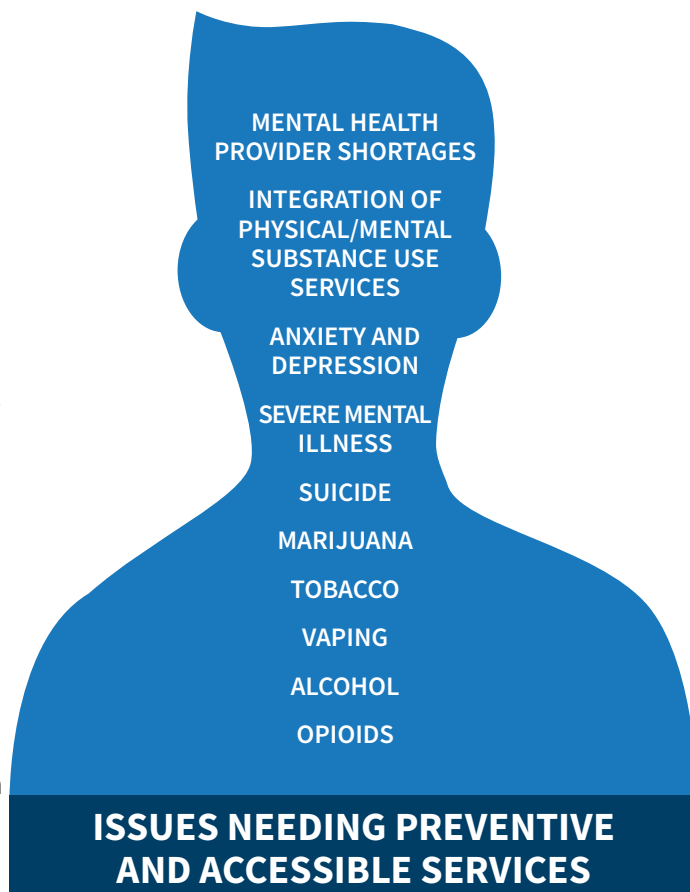 MENTAL HEALTH
PROVIDER SHORTAGES
INTEGRATION OF
PHYSICAL/MENTAL
SUBSTANCE USE
SERVICES
ANXIETY AND
DEPRESSION
SEVERE MENTAL
ILLNESS
SUICIDE
MARIJUANA
TOBACCO
VAPING
ALCOHOL
OPIOIDS
ISSUES NEEDING PREVENTIVE
AND ACCESSIBLE SERVICES